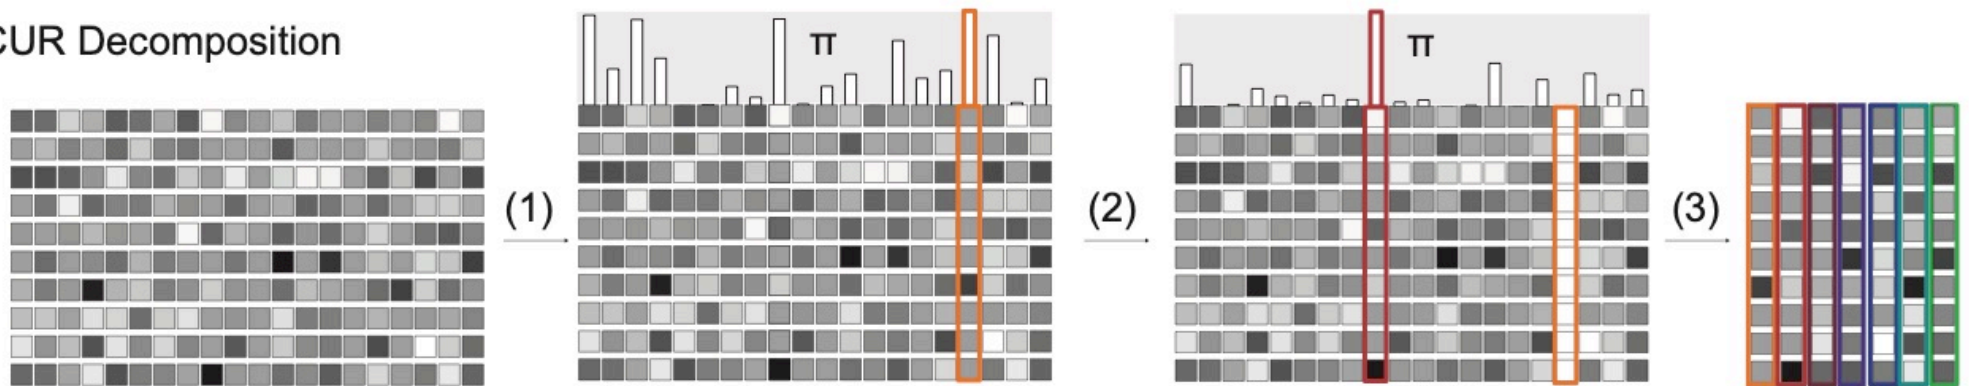 CUR Decomposition
π
π
(1)
(2)
(3)